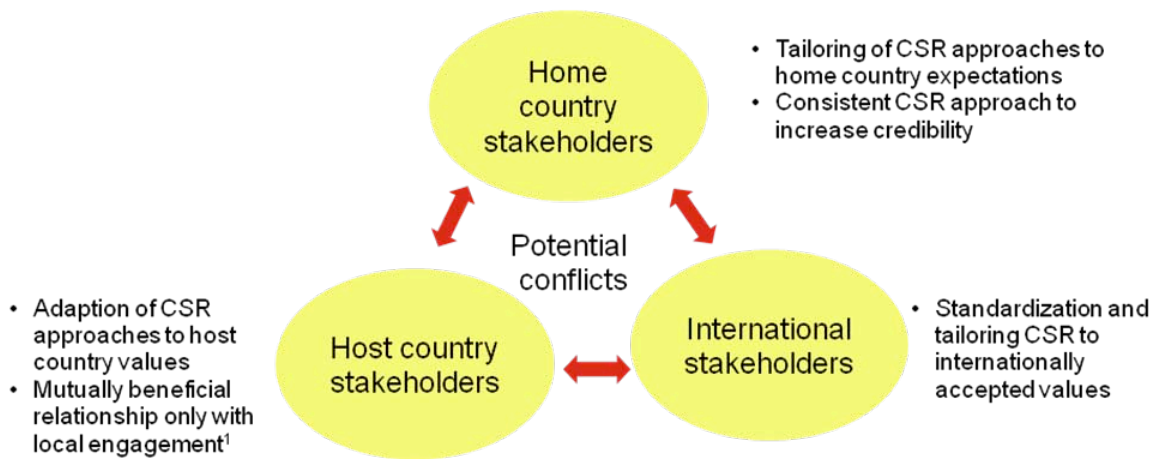 Home
country
stakeholders
• Tailoring of CSR approaches to
home country expectations
• Consistent CSR approach to
increase credibility
Potential
conflicts
• Adaption of CSR
approaches to host
country values
• Mutually beneficial
relationship only with
local engagement¹
Host country
stakeholders
International
stakeholders
• Standardization and
tailoring CSR to
internationally
accepted values